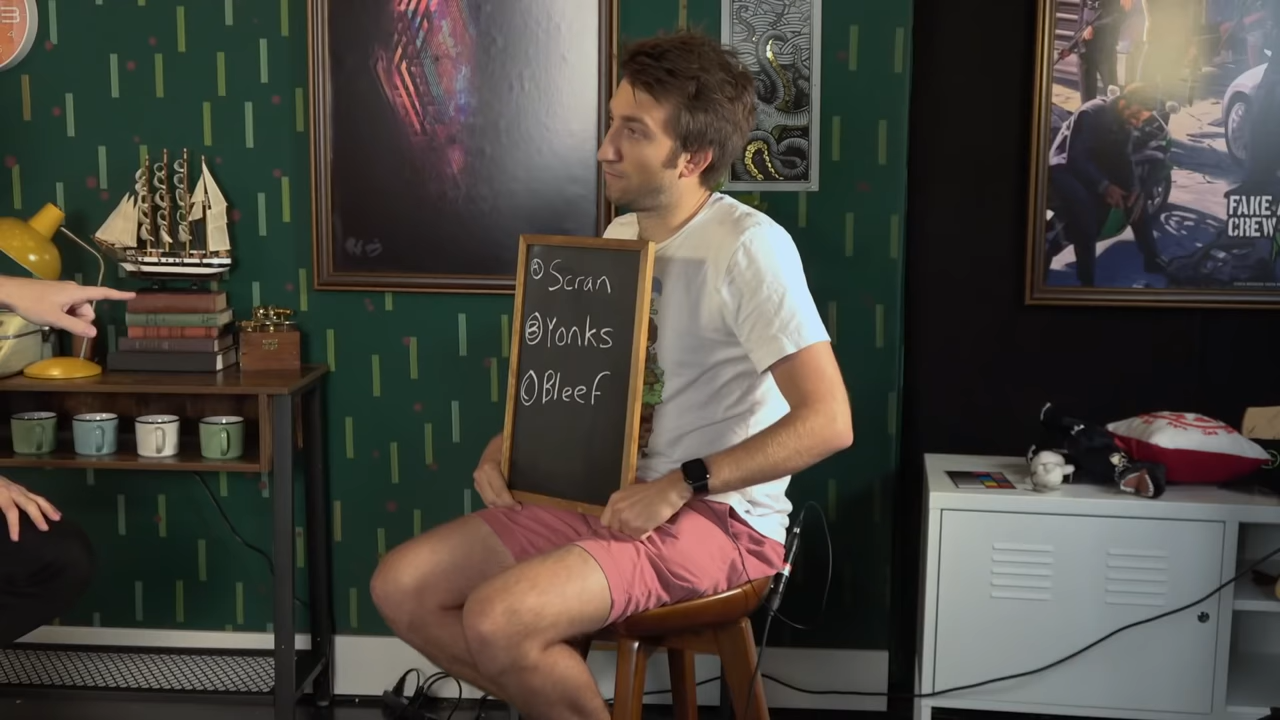 Ⓐ Scran
Ⓑ Yonks
Ⓒ Bleef
FAKE
CREW